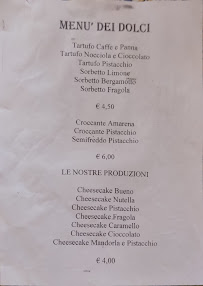 MENU' DEI DOLCI
Tartufo Caffe e Panna
Tartufo Nocciola e Cioccolato
Tartufo Pistacchio
Sorbetto Limone
Sorbetto Bergamotto
Sorbetto Fragola
€ 4,50
Croccante Amarena
Croccante Pistacchio
Semifreddo Pistacchio
€ 6,00
LE NOSTRE PRODUZIONI
Cheesecake Bueno
Cheesecake Nutella
Cheesecake Pistacchio
Cheesecake Fragola
Cheesecake Caramello
Cheesecake Cioccolato
Cheesecake Mandorla e Pistacchio
€ 4,00